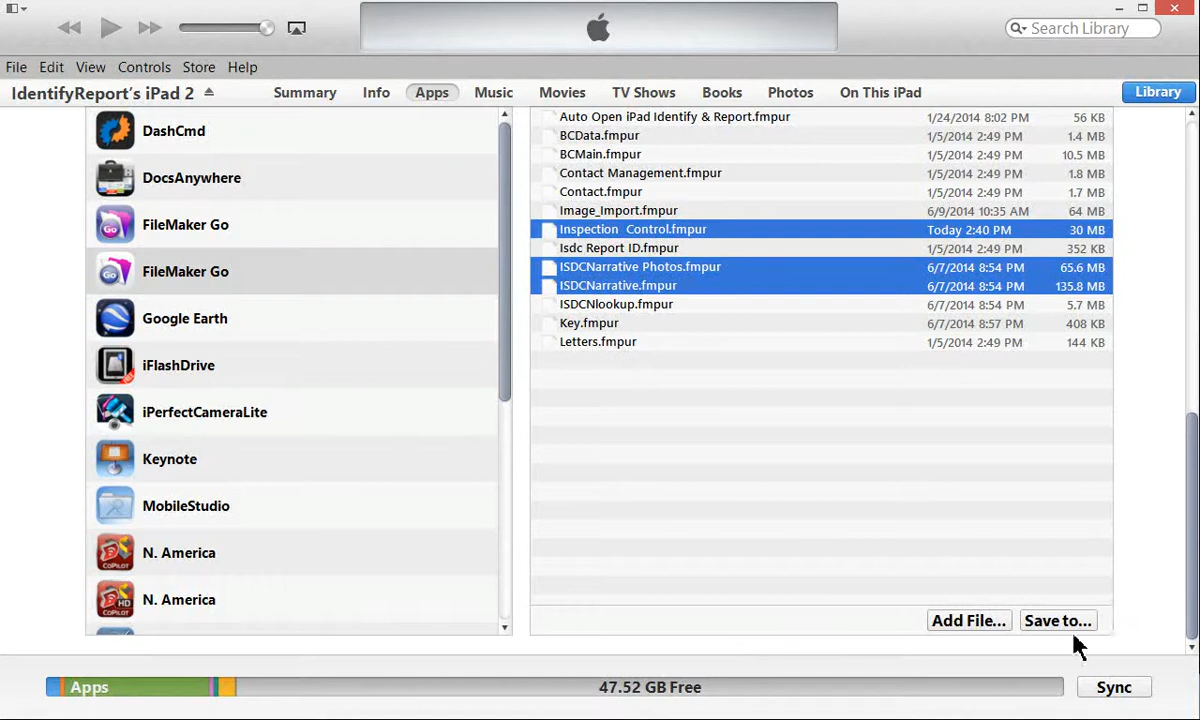 Search Library
File Edit View Controls Store Help
IdentifyReport's iPad 2 Summary Info Apps Music Movies TV Shows Books Photos On This iPad Library
DashCmd
DocsAnywhere
FileMaker Go
FileMaker Go
Google Earth
iFlashDrive
iPerfectCameraLite
Keynote
MobileStudio
N. America
N. America
Auto Open iPad Identify & Report.fmpur 1/24/2014 8:02 PM 56 KB
BCData.fmpur 1/5/2014 2:49 PM 1.4 MB
BCMain.fmpur 1/5/2014 2:49 PM 10.5 MB
Contact Management.fmpur 1/5/2014 2:49 PM 1.8 MB
Contact.fmpur 1/5/2014 2:49 PM 1.7 MB
Image_Import.fmpur 6/9/2014 10:35 AM 64 MB
Inspection Control.fmpur Today 2:40 PM 30 MB
Isdc Report ID.fmpur 1/5/2014 2:49 PM 352 KB
ISDCNarrative Photos.fmpur 6/7/2014 8:54 PM 65.6 MB
ISDCNarrative.fmpur 6/7/2014 8:54 PM 135.8 MB
ISDCNlookup.fmpur 6/7/2014 8:54 PM 5.7 MB
Key.fmpur 6/7/2014 8:57 PM 408 KB
Letters.fmpur 1/5/2014 2:49 PM 144 KB
Add File... Save to...
Apps 47.52 GB Free Sync